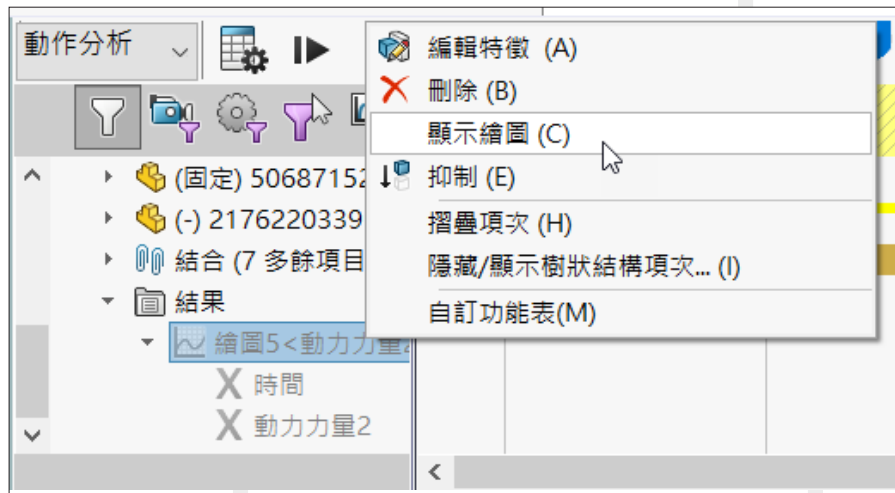 動作分析
編輯特徵 (A)
刪除 (B)
顯示繪圖 (C)
抑制 (E)
摺疊項次 (H)
隱藏/顯示樹狀結構項次... (I)
自訂功能表(M)
(固定) 50687152
(-) 2176220339
結合 (7 多餘項目
結果
繪圖5<動力力量2
時間
動力力量2